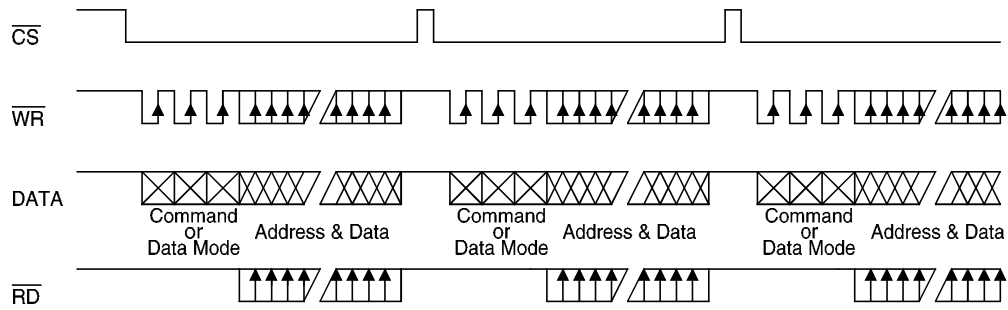 CS
WR
DATA
Command
or
Data Mode
Address & Data
Command
or
Data Mode
Address & Data
Command
or
Data Mode
Address & Data
RD